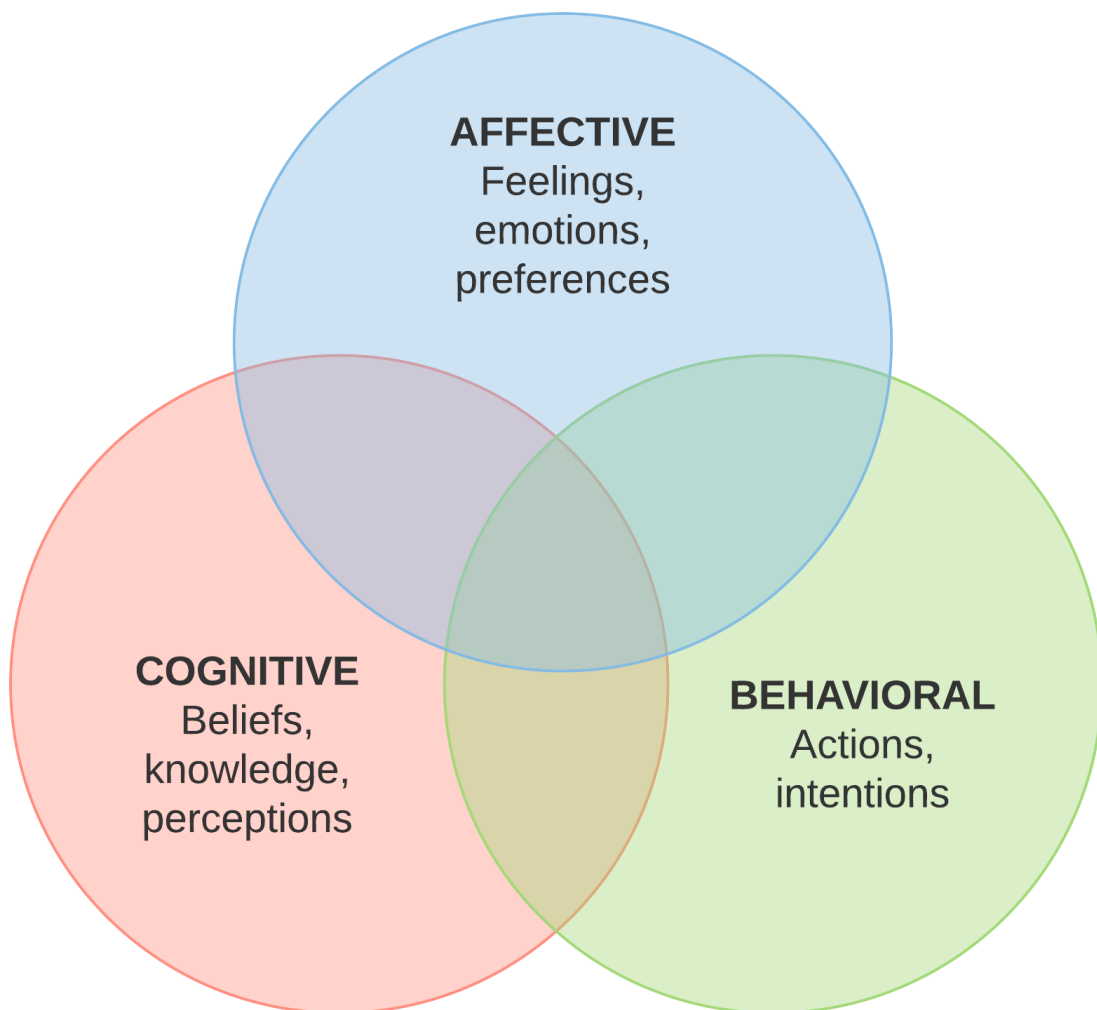 AFFECTIVE
Feelings,
emotions,
preferences
COGNITIVE
Beliefs,
knowledge,
perceptions
BEHAVIORAL
Actions,
intentions